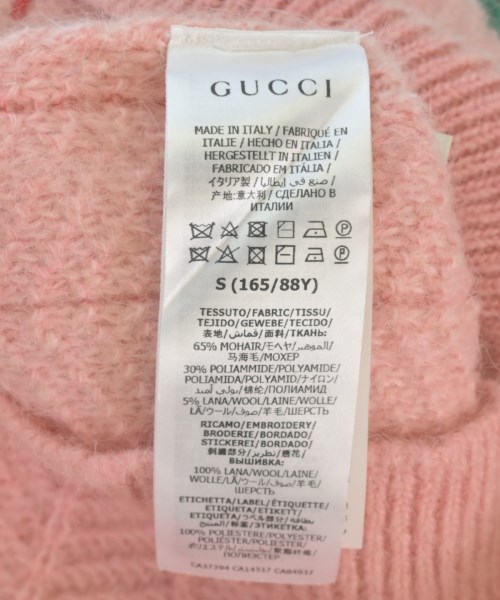 GUCCI
MADE IN ITALY / FABRIQUÉ EN
ITALIE / HECHO EN ITALIA /
HERGESTELLT IN ITALIEN /
FABRICADO EM ITÁLIA /
イタリア製 / صنع في إيطاليا /
产地:意大利 / СДЕЛАНО В
ИТАЛИИ
S (165/88Y)
TESSUTO/FABRIC/TISSU/
TEJIDO/GEWEBE/TECIDO/
表地/قماش/面料/ТКАНЬ:
65% MOHAIR/モヘヤ/الموهير/
马海毛/МОХЕР
30% POLIAMMIDE/POLYAMIDE/
POLIAMIDA/POLYAMID/ナイロン/
بولي أميد/锦纶/ПОЛИАМИД
5% LANA/WOOL/LAINE/WOLLE/
LÃ/ウール/صوف/羊毛/ШЕРСТЬ
RICAMO/EMBROIDERY/
BRODERIE/BORDADO/
STICKEREI/BORDADO/
刺繍部分/تطريز/绣花/
ВЫШИВКА:
100% LANA/WOOL/LAINE/
WOLLE/LÃ/ウール/صوف/羊毛/
ШЕРСТЬ
ETICHETTA/LABEL/ÉTIQUETTE/
ETIQUETA/ETIKETT/
ETIQUETA/ラベル部分/بطاقة
المنتج/标签/ЭТИКЕТКА:
100% POLIESTERE/POLYESTER/
POLIÉSTER/POLYESTER/
ポリエステル/بوليستر/聚酯纤维/
ПОЛИЭСТЕР
CA37394 CA14517 CA84937